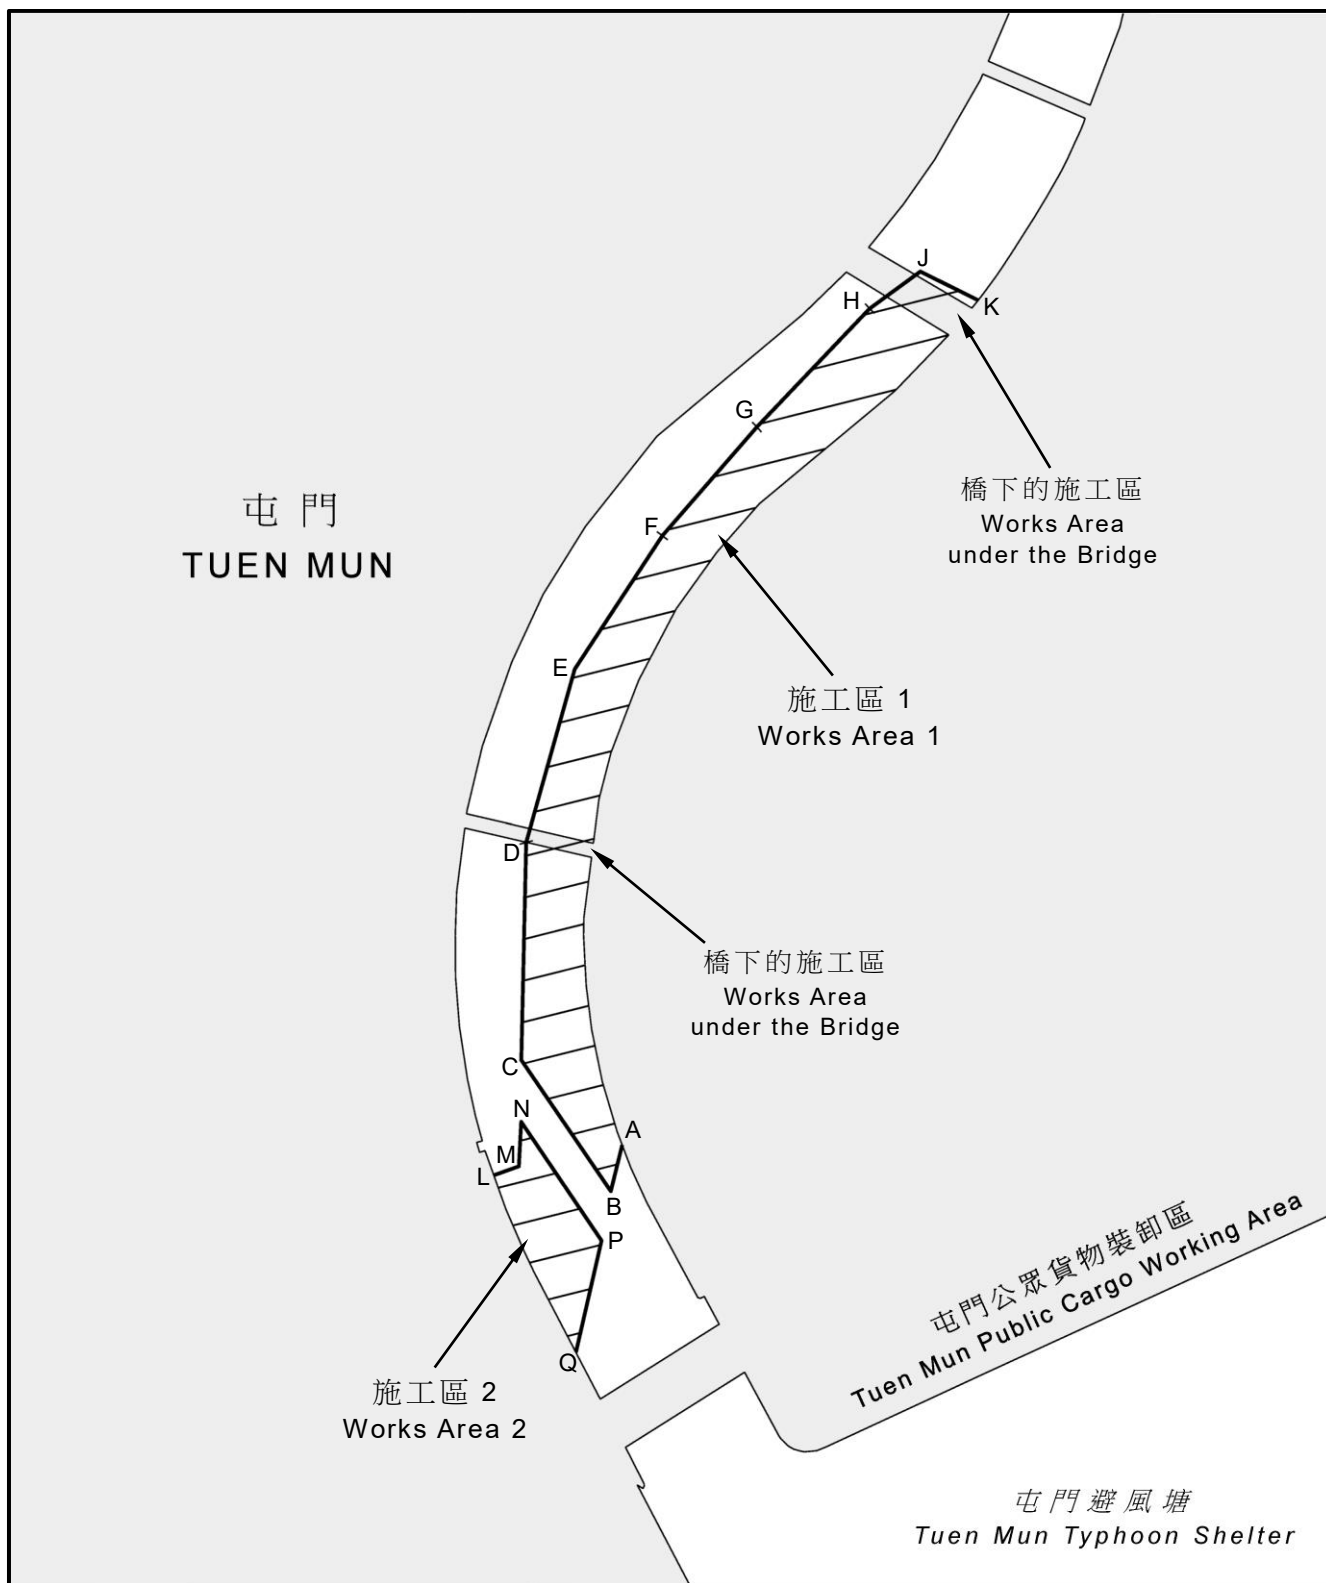 J
H
K
G
橋下的施工區
Works Area
under the Bridge
屯門
TUEN MUN
F
E
施工區 1
Works Area 1
D
橋下的施工區
Works Area
under the Bridge
C
N
A
M
L
B
P
屯門公眾貨物裝卸區
Tuen Mun Public Cargo Working Area
Q
施工區 2
Works Area 2
屯門避風塘
Tuen Mun Typhoon Shelter